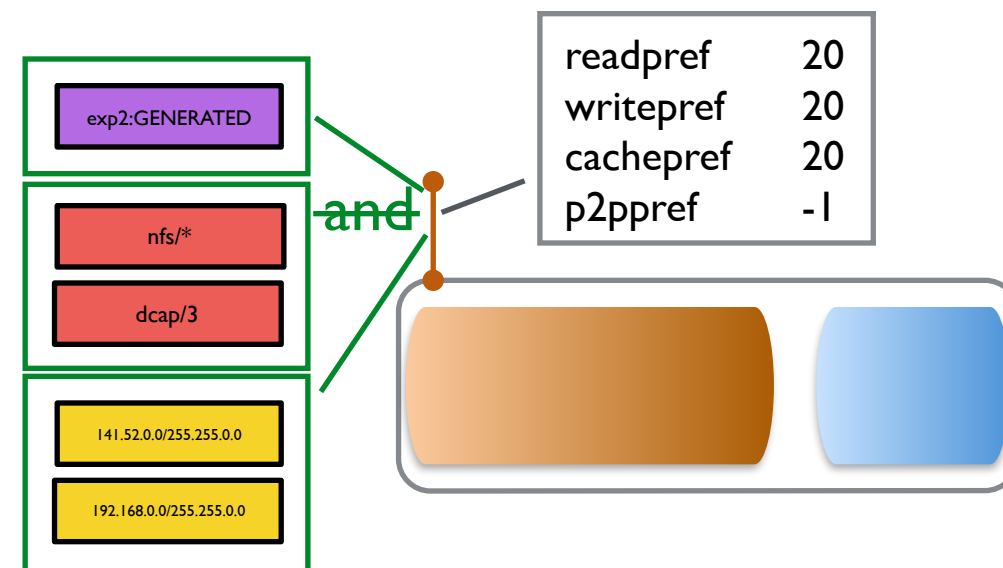 exp2:GENERATED
nfs/*
dcap/3
141.52.0.0/255.255.0.0
192.168.0.0/255.255.0.0
and
readpref 20
writepref 20
cachepref 20
p2ppref -1